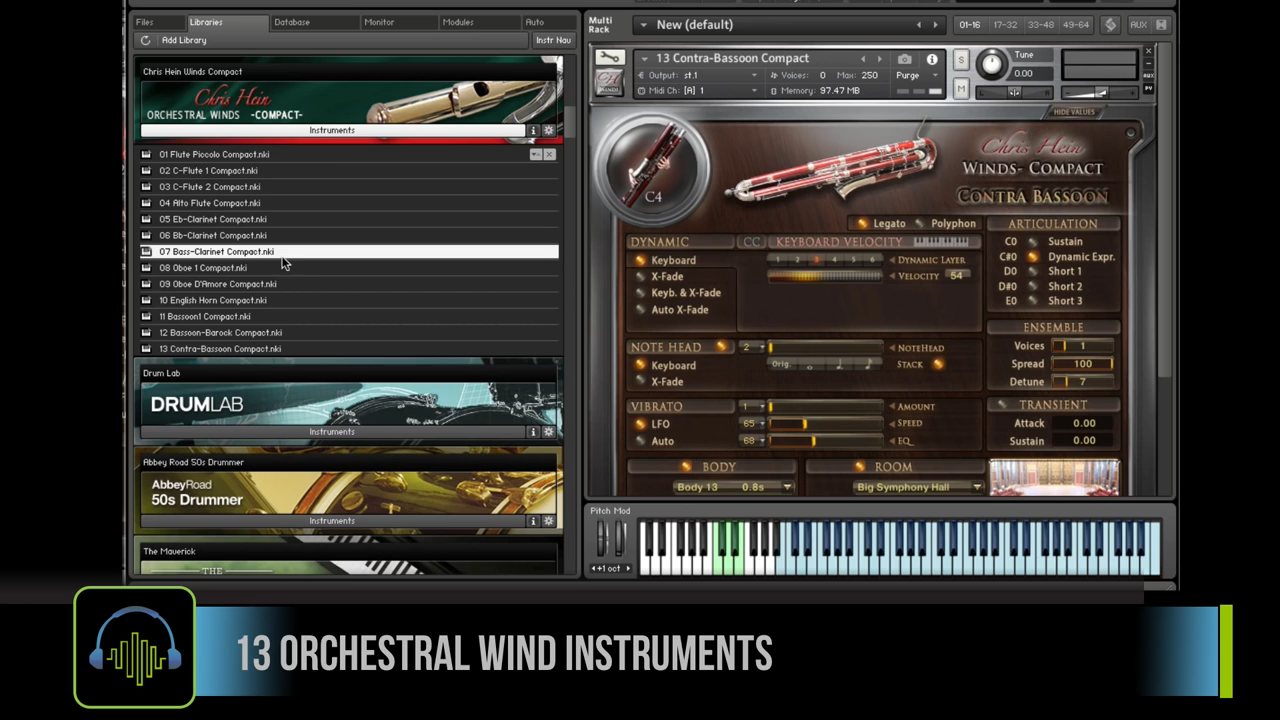 Files Libraries Database Monitor Modules Auto
Add Library Instr Nav
Chris Hein Winds Compact
Chris Hein
ORCHESTRAL WINDS -COMPACT-
Instruments
01 Flute Piccolo Compact.nki
02 C-Flute 1 Compact.nki
03 C-Flute 2 Compact.nki
04 Alto Flute Compact.nki
05 Eb-Clarinet Compact.nki
06 Bb-Clarinet Compact.nki
07 Bass-Clarinet Compact.nki
08 Oboe 1 Compact.nki
09 Oboe D'Amore Compact.nki
10 English Horn Compact.nki
11 Bassoon1 Compact.nki
12 Bassoon-Barock Compact.nki
13 Contra-Bassoon Compact.nki
Drum Lab
DRUMLAB
Instruments
Abbey Road 50s Drummer
AbbeyRoad
50s Drummer
Instruments
The Maverick
THE
Multi
Rack
New (default) 01-16 17-32 33-48 49-64 AUX
13 Contra-Bassoon Compact
Output: st.1 Voices: 0 Max: 250 Purge
Midi Ch: [A] 1 Memory: 97.47 MB
S
M
Tune
0.00
AUX
PV
HIDE VALUES
C4
Chris Hein
WINDS- COMPACT
CONTRA BASSOON
Legato Polyphon
DYNAMIC CC KEYBOARD VELOCITY
Keyboard 1 2 3 4 5 6 DYNAMIC LAYER
X-Fade VELOCITY 54
Keyb. & X-Fade
Auto X-Fade
NOTE HEAD 2 NOTEHEAD
Keyboard Orig. STACK
X-Fade
VIBRATO 1 AMOUNT
LFO 65 SPEED
Auto 68 EQ
BODY ROOM
Body 13 0.8s Big Symphony Hall
ARTICULATION
C0 Sustain
C#0 Dynamic Expr.
D0 Short 1
D#0 Short 2
E0 Short 3
ENSEMBLE
Voices 1
Spread 100
Detune 7
TRANSIENT
Attack 0.00
Sustain 0.00
Pitch Mod
+1 oct
13 ORCHESTRAL WIND INSTRUMENTS